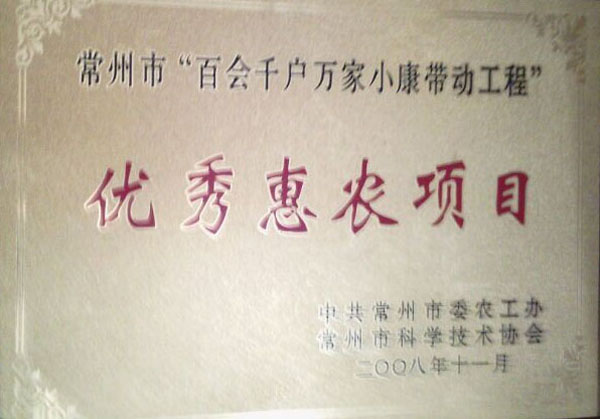 常州市“百会千户万家小康带动工程”
优秀惠农项目
中共常州市委农工办
常州市科学技术协会
二〇〇八年十一月